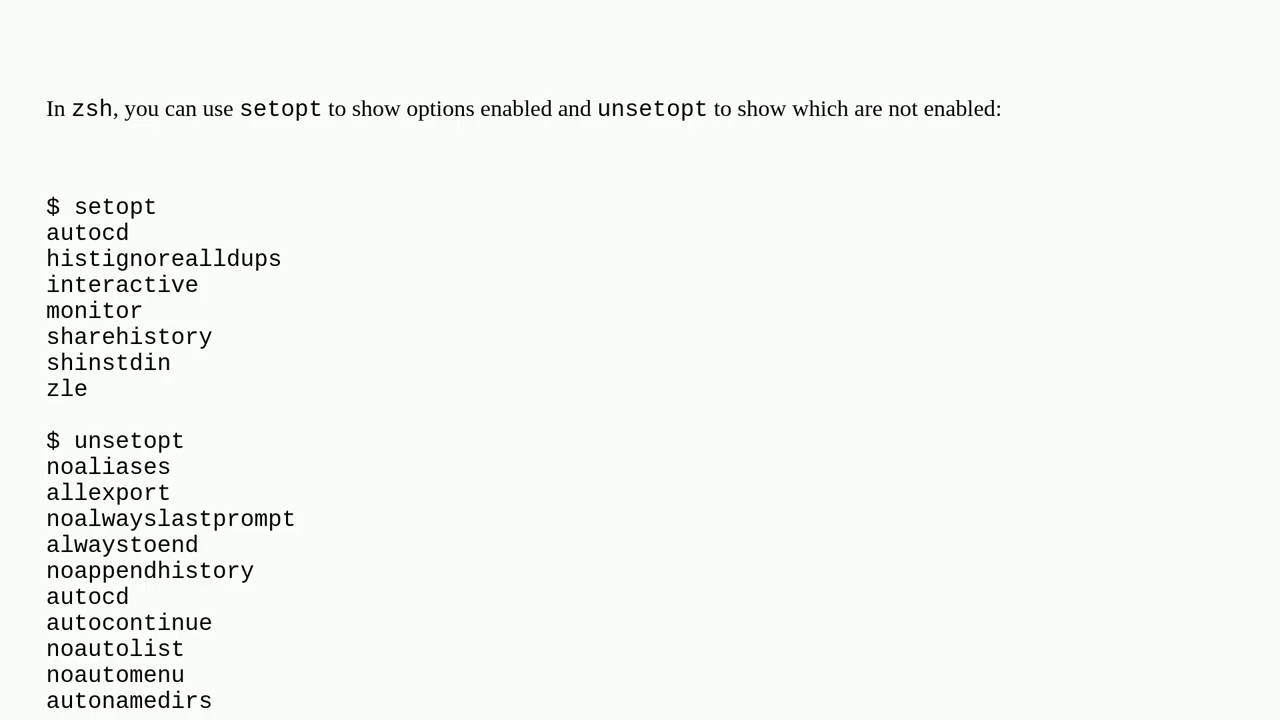 In zsh, you can use setopt to show options enabled and unsetopt to show which are not enabled:
$ setopt
autocd
histignorealldups
interactive
monitor
sharehistory
shinstdin
zle
$ unsetopt
noaliases
allexport
noalwayslastprompt
alwaystoend
noappendhistory
autocd
autocontinue
noautolist
noautomenu
autonamedirs